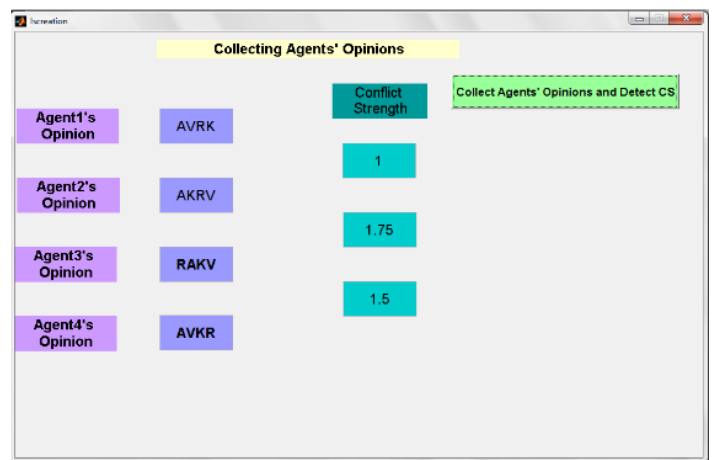 lscreation
Collecting Agents' Opinions
Conflict
Strength
Collect Agents' Opinions and Detect CS
Agent1's
Opinion
AVRK
1
Agent2's
Opinion
AKRV
1.75
Agent3's
Opinion
RAKV
1.5
Agent4's
Opinion
AVKR